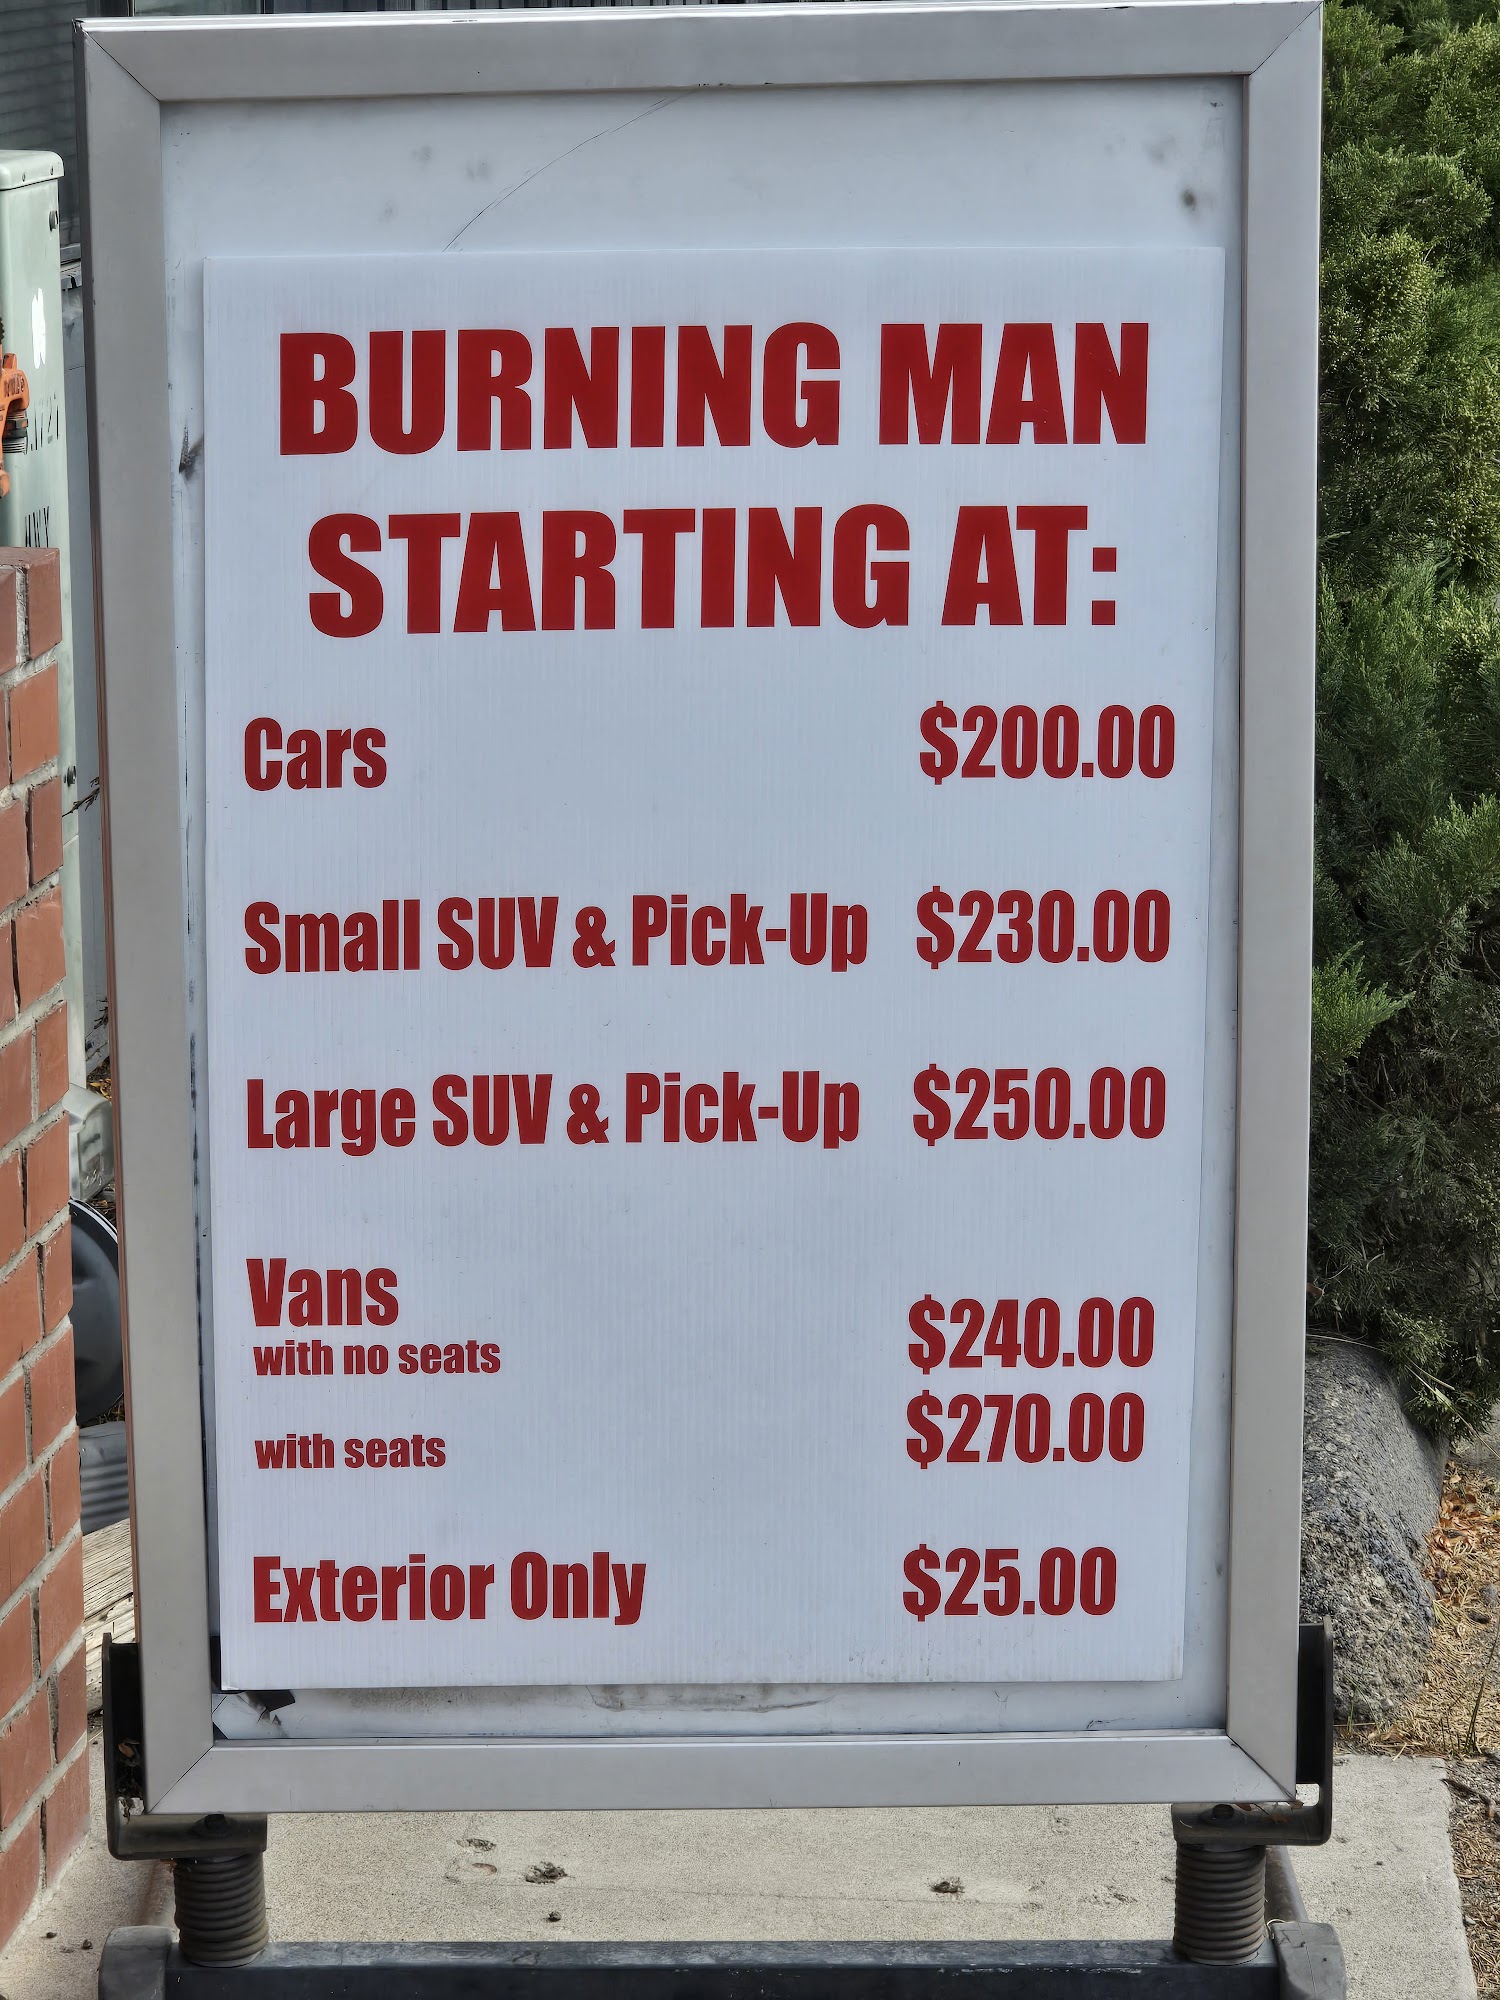 BURNING MAN
STARTING AT:
Cars $200.00
Small SUV & Pick-Up $230.00
Large SUV & Pick-Up $250.00
Vans
with no seats $240.00
with seats $270.00
Exterior Only $25.00